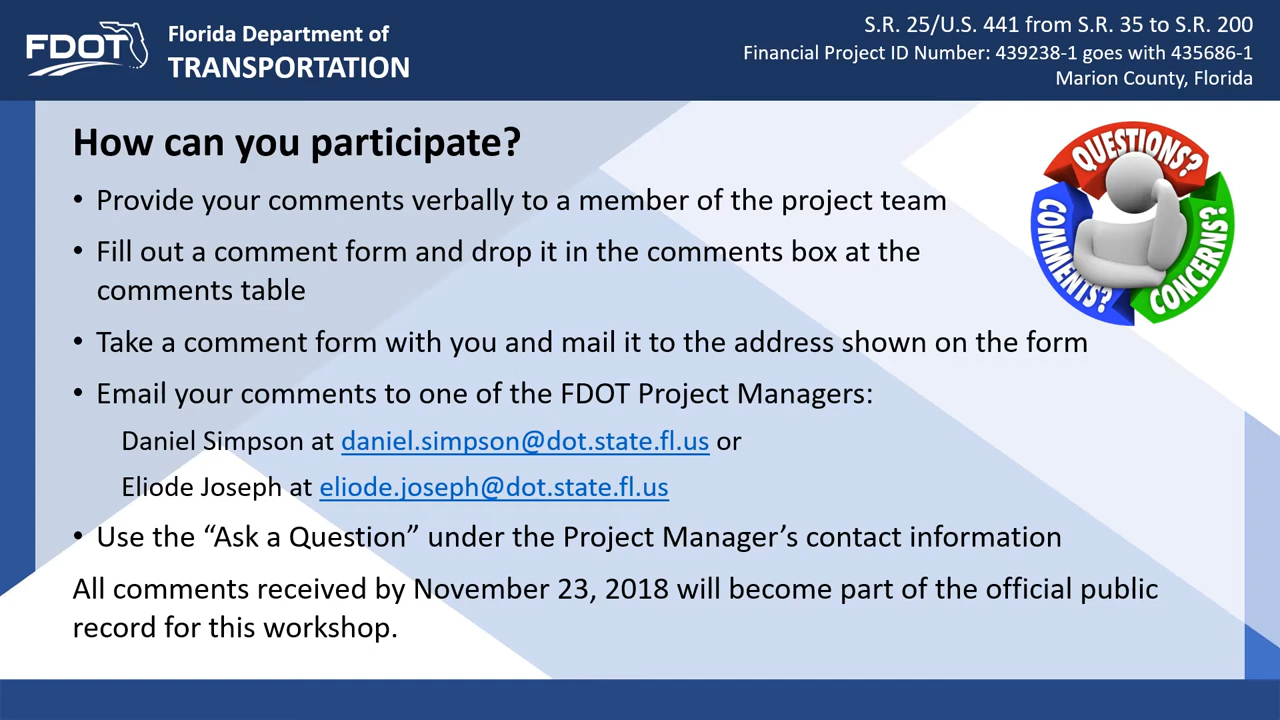 FDOT
Florida Department of
TRANSPORTATION
S.R. 25/U.S. 441 from S.R. 35 to S.R. 200
Financial Project ID Number: 439238-1 goes with 435686-1
Marion County, Florida
How can you participate?
• Provide your comments verbally to a member of the project team
• Fill out a comment form and drop it in the comments box at the
comments table
• Take a comment form with you and mail it to the address shown on the form
• Email your comments to one of the FDOT Project Managers:
Daniel Simpson at daniel.simpson@dot.state.fl.us or
Eliode Joseph at eliode.joseph@dot.state.fl.us
• Use the “Ask a Question” under the Project Manager’s contact information
All comments received by November 23, 2018 will become part of the official public
record for this workshop.
QUESTIONS?
COMMENTS?
CONCERNS?